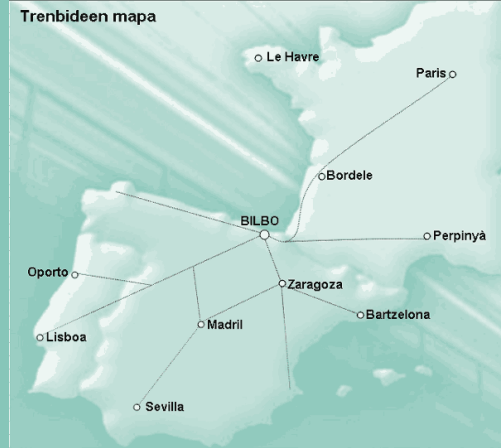 Trenbideen mapa
Le Havre
Paris
Bordele
BILBO
Perpinyà
Oporto
Zaragoza
Bartzelona
Madril
Lisboa
Sevilla